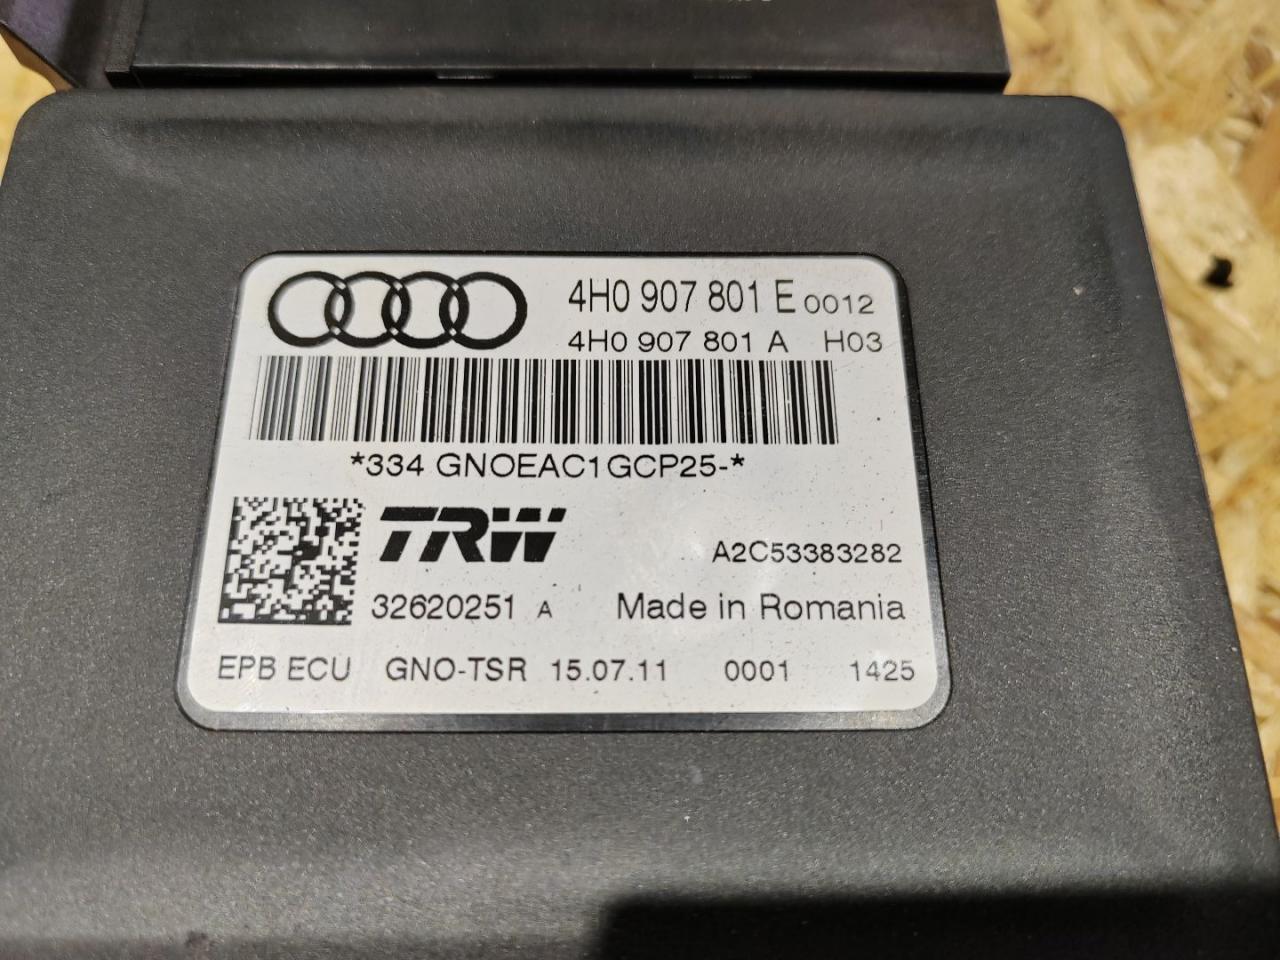 4H0 907 801 E 0012
4H0 907 801 A H03
*334 GNOEAC1GCP25-*
TRW
A2C53383282
32620251 A Made in Romania
EPB ECU GNO-TSR 15.07.11 0001 1425